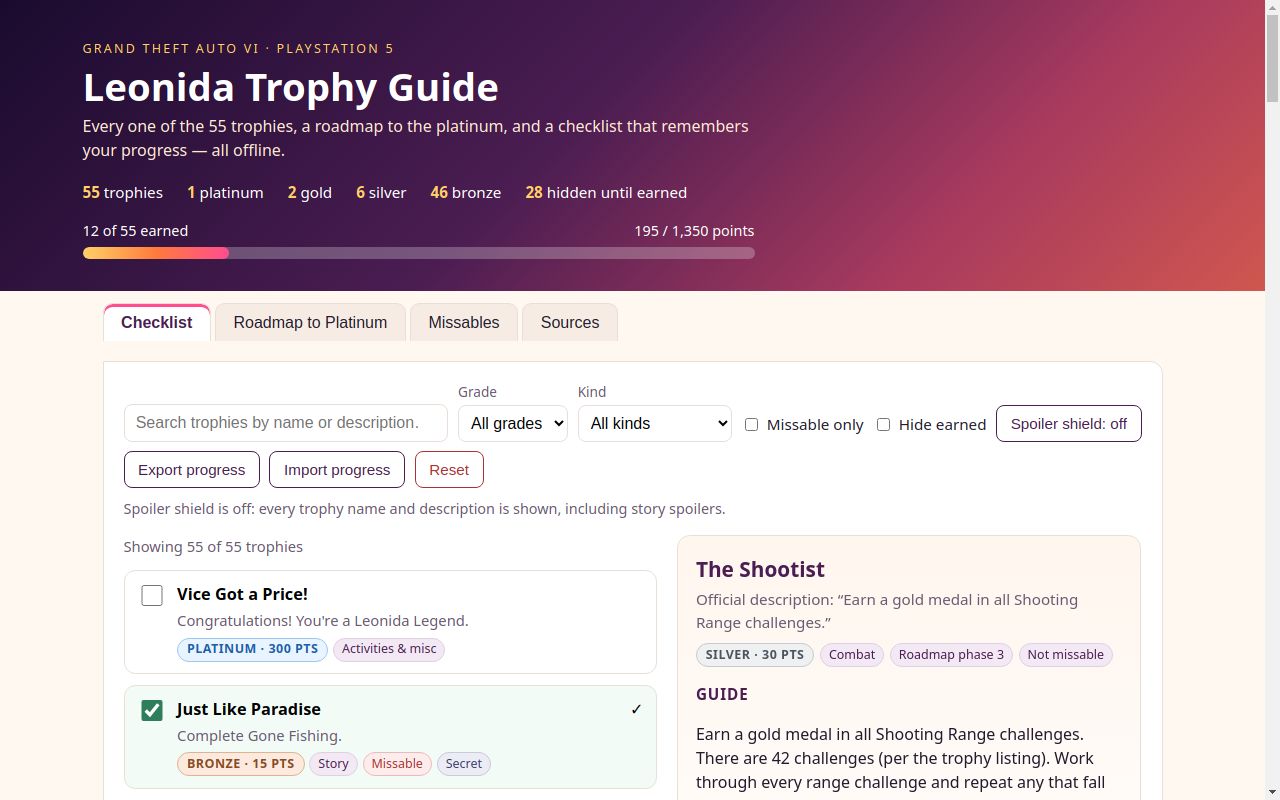 GRAND THEFT AUTO VI · PLAYSTATION 5
Leonida Trophy Guide
Every one of the 55 trophies, a roadmap to the platinum, and a checklist that remembers
your progress — all offline.
55 trophies 1 platinum 2 gold 6 silver 46 bronze 28 hidden until earned
12 of 55 earned 195 / 1,350 points
Checklist Roadmap to Platinum Missables Sources
Grade Kind
Search trophies by name or description. All grades All kinds Missable only Hide earned Spoiler shield: off
Export progress Import progress Reset
Spoiler shield is off: every trophy name and description is shown, including story spoilers.
Showing 55 of 55 trophies
Vice Got a Price!
Congratulations! You're a Leonida Legend.
PLATINUM · 300 PTS Activities & misc
Just Like Paradise ✓
Complete Gone Fishing.
BRONZE · 15 PTS Story Missable Secret
The Shootist
Official description: “Earn a gold medal in all Shooting
Range challenges.”
SILVER · 30 PTS Combat Roadmap phase 3 Not missable
GUIDE
Earn a gold medal in all Shooting Range challenges.
There are 42 challenges (per the trophy listing). Work
through every range challenge and repeat any that fall